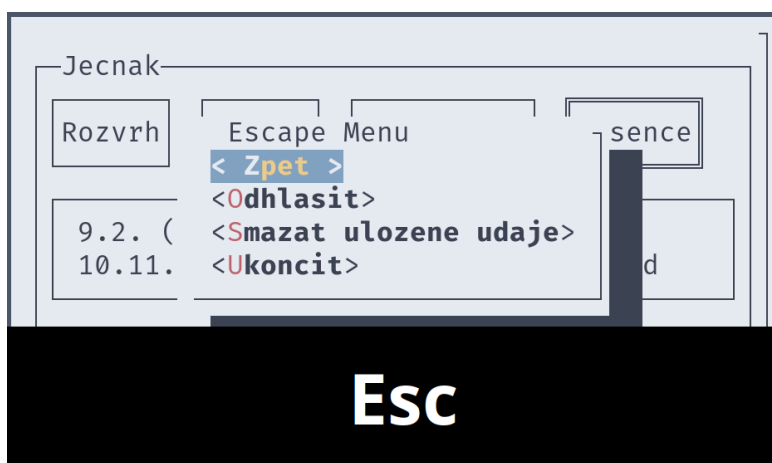 Jecnak
Rozvrh
Escape Menu
sence
< Zpet >
<Odhlasit>
9.2. (
<Smazat ulozene udaje>
10.11.
<Ukoncit>
d
Esc